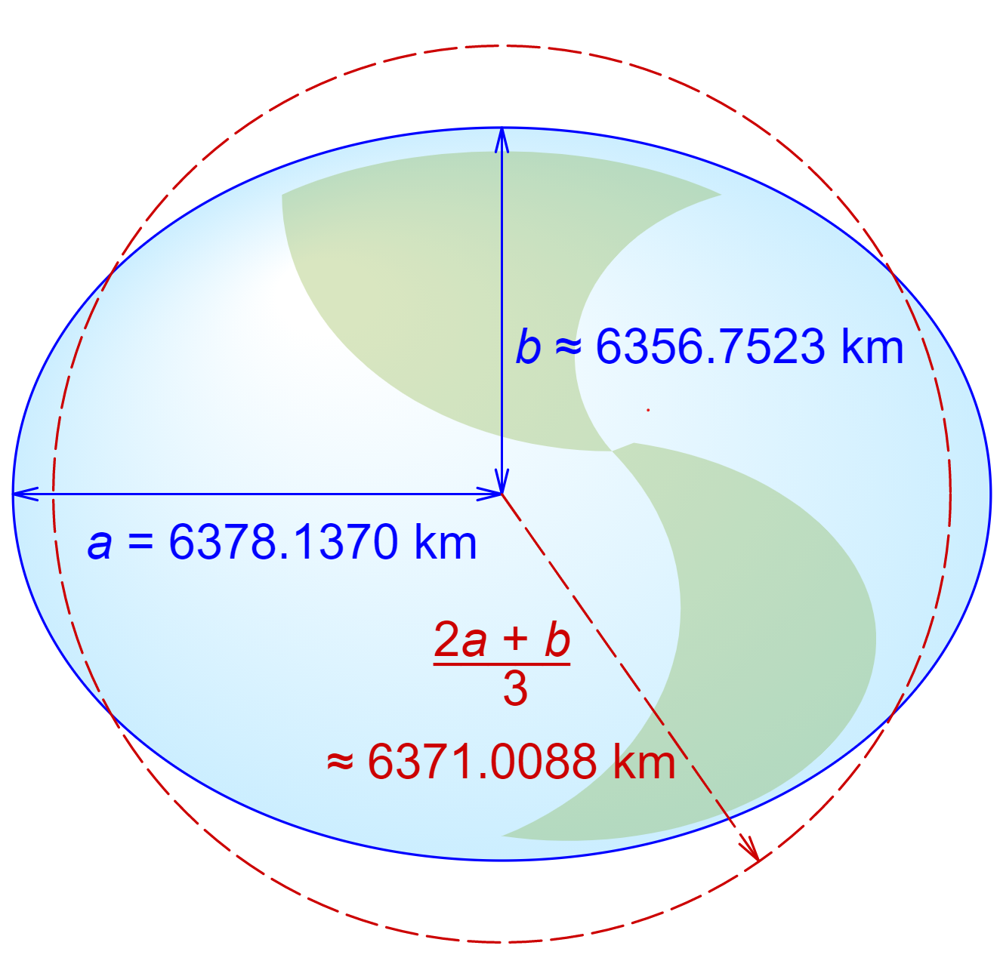 b ≈ 6356.7523 km
a = 6378.1370 km
2a + b
3
≈ 6371.0088 km